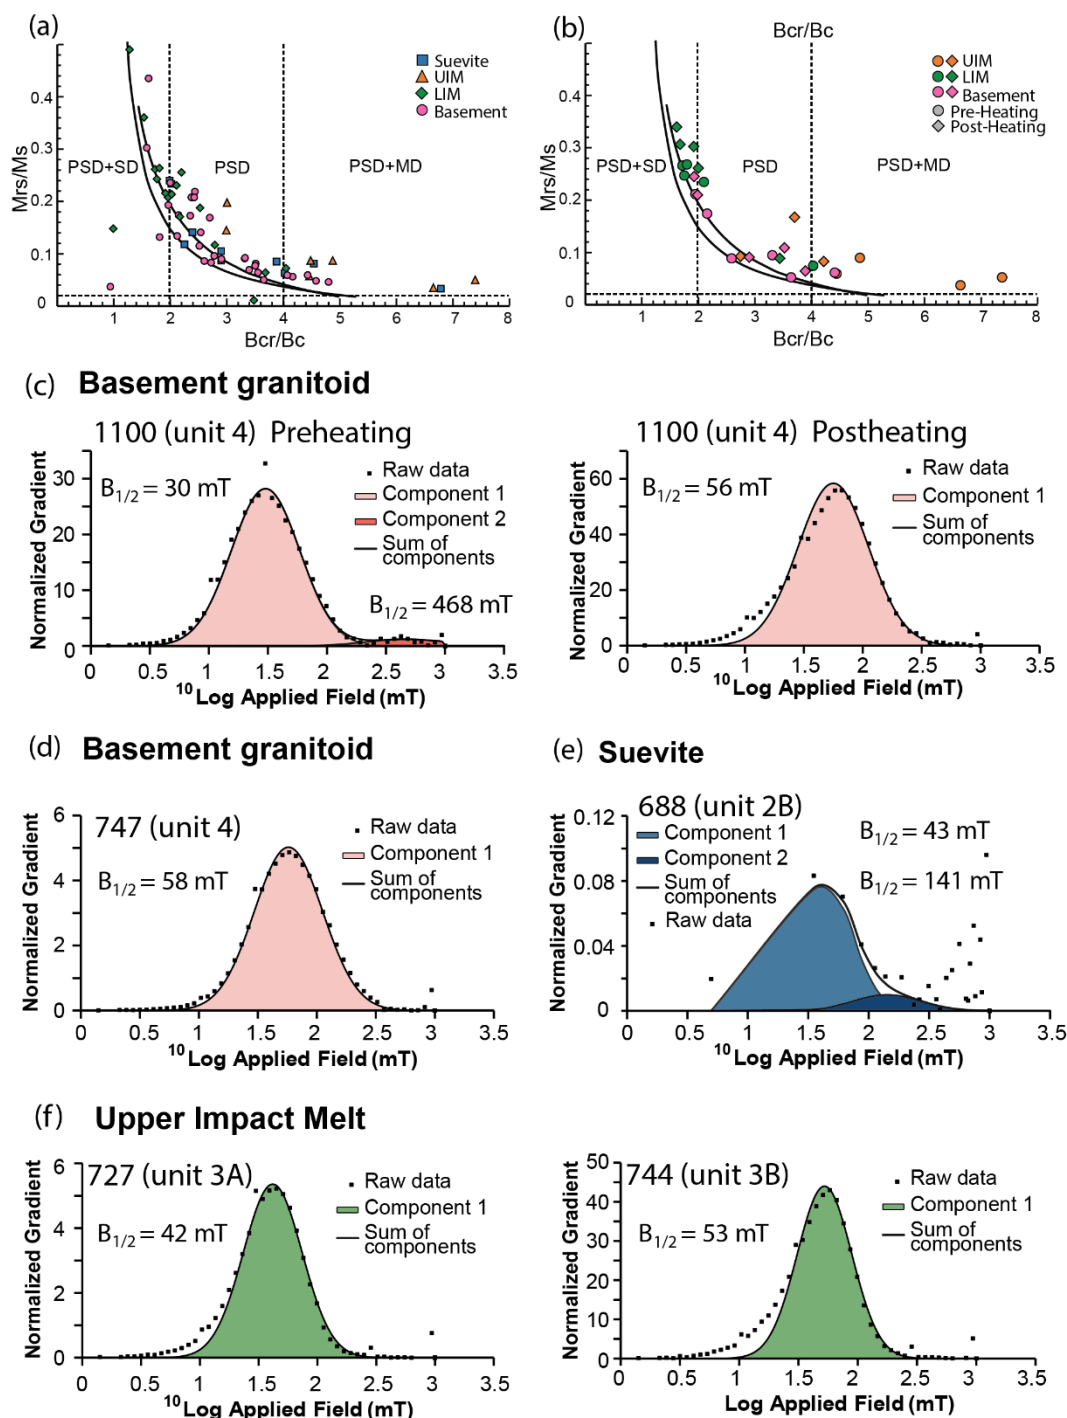 (a)
Mrs/Ms
0.4
0.3
0.2
0.1
0
PSD+SD
PSD
PSD+MD
Suevite
UIM
LIM
Basement
1 2 3 4 5 6 7 8
Bcr/Bc
(b)
Bcr/Bc
Mrs/Ms
0.4
0.3
0.2
0.1
0
PSD+SD
PSD
PSD+MD
UIM
LIM
Basement
Pre-Heating
Post-Heating
1 2 3 4 5 6 7 8
Bcr/Bc
(c) Basement granitoid
1100 (unit 4) Preheating
Normalized Gradient
30
20
10
0
B1/2 = 30 mT
Raw data
Component 1
Component 2
Sum of
components
B1/2 = 468 mT
0 0.5 1 1.5 2 2.5 3 3.5
10 Log Applied Field (mT)
1100 (unit 4) Postheating
Normalized Gradient
60
40
20
0
B1/2 = 56 mT
Raw data
Component 1
Sum of
components
0 0.5 1 1.5 2 2.5 3 3.5
10 Log Applied Field (mT)
(d) Basement granitoid
747 (unit 4)
Normalized Gradient
6
4
2
0
B1/2 = 58 mT
Raw data
Component 1
Sum of
components
0 0.5 1 1.5 2 2.5 3 3.5
10 Log Applied Field (mT)
(e) Suevite
688 (unit 2B)
Normalized Gradient
0.12
0.08
0.04
0
Component 1
Component 2
Sum of
components
Raw data
B1/2 = 43 mT
B1/2 = 141 mT
0 0.5 1 1.5 2 2.5 3 3.5
10 Log Applied Field (mT)
(f) Upper Impact Melt
727 (unit 3A)
Normalized Gradient
6
4
2
0
B1/2 = 42 mT
Raw data
Component 1
Sum of
components
0 0.5 1 1.5 2 2.5 3 3.5
10 Log Applied Field (mT)
744 (unit 3B)
Normalized Gradient
50
40
45
20
10
0
B1/2 = 53 mT
Raw data
Component 1
Sum of
components
0 0.5 1 1.5 2 2.5 3 3.5
Log Applied Field (mT)